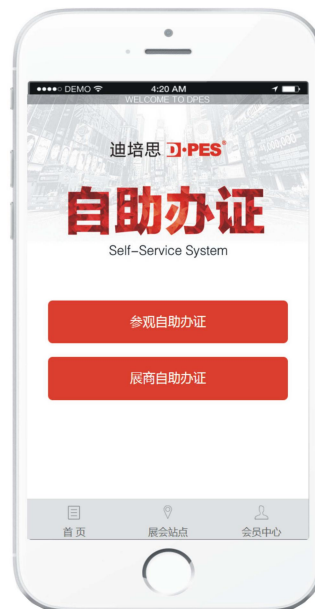 DEMO 4:20 AM
WELCOME TO DPES
迪培思 D·PES®
自助办证
Self-Service System
参观自助办证
展商自助办证
首页 展会站点 会员中心